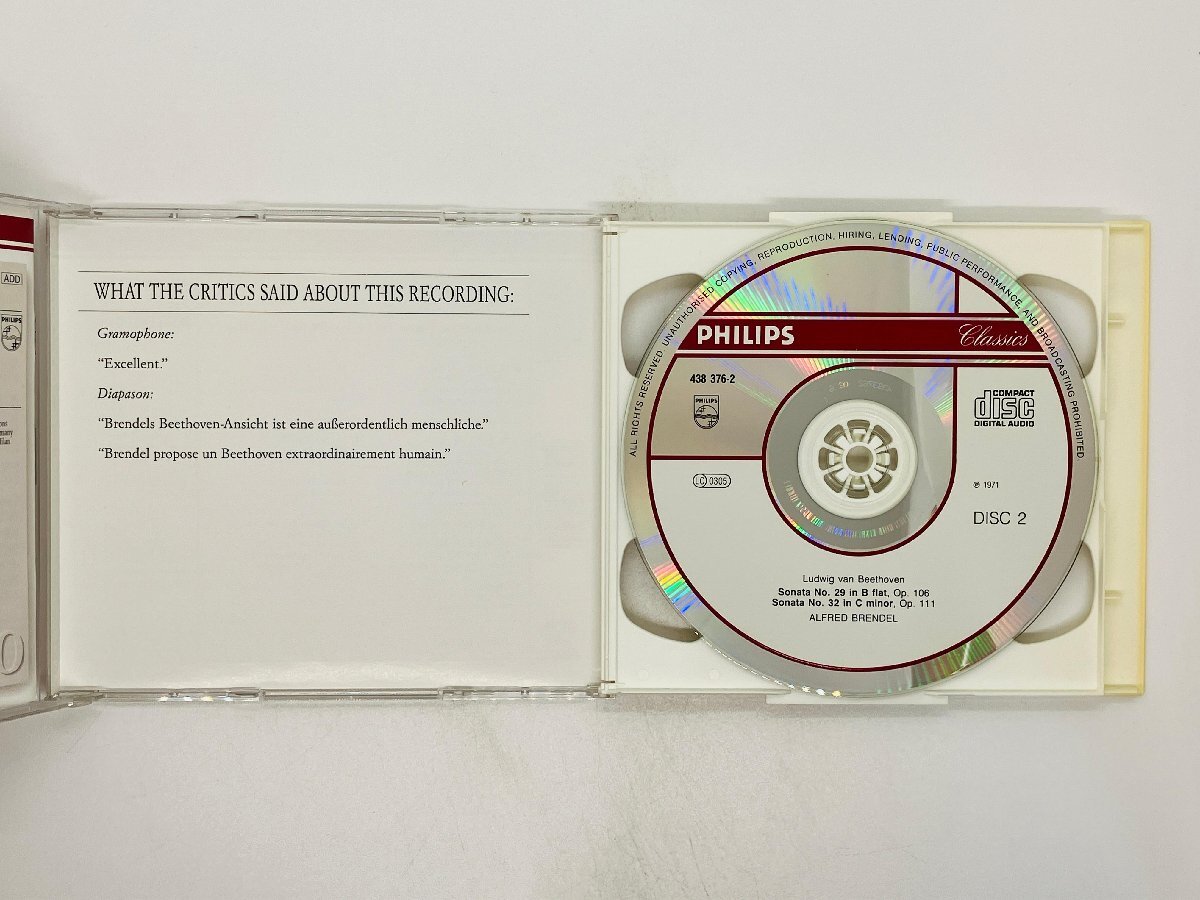 ADD
PHILIPS
WHAT THE CRITICS SAID ABOUT THIS RECORDING:
Gramophone:
“Excellent.”
Diapason:
“Brendels Beethoven-Ansicht ist eine außerordentlich menschliche.”
“Brendel propose un Beethoven extraordinairement humain.”
ALL RIGHTS RESERVED UNAUTHORISED COPYING, REPRODUCTION, HIRING, LENDING, PUBLIC PERFORMANCE, AND BROADCASTING PROHIBITED.
PHILIPS Classics
438 376-2
PHILIPS
COMPACT
disc
DIGITAL AUDIO
LC 0305
℗ 1971
DISC 2
Ludwig van Beethoven
Sonata No. 29 in B flat, Op. 106
Sonata No. 32 in C minor, Op. 111
ALFRED BRENDEL